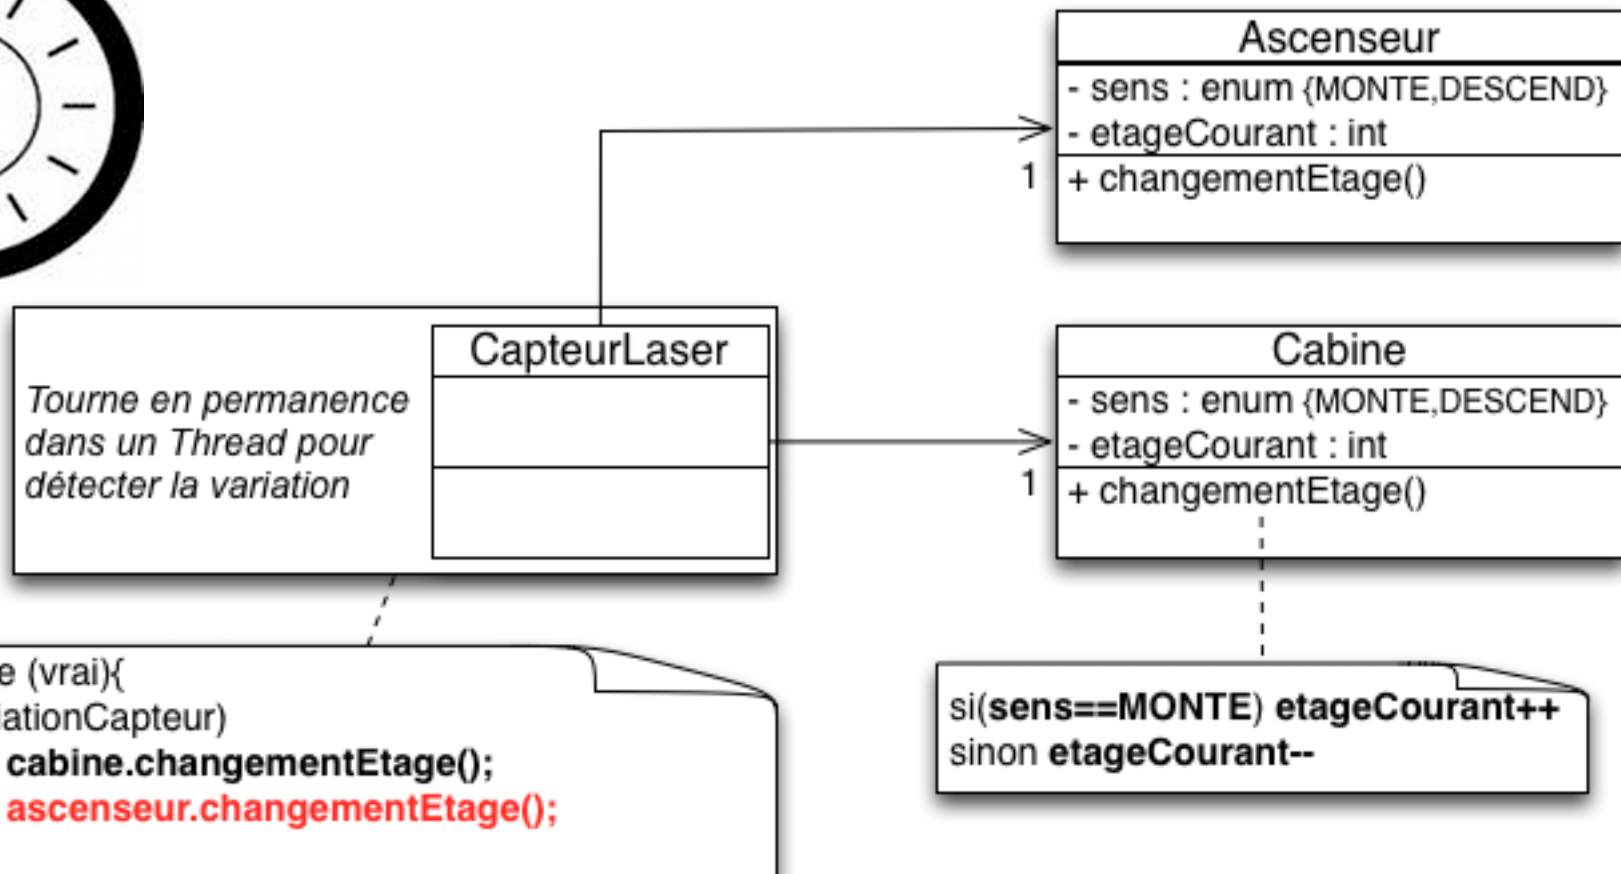 Ascenseur
- sens : enum {MONTE,DESCEND}
- etageCourant : int
1
+ changementEtage()
CapteurLaser
Tourne en permanence
dans un Thread pour
détecter la variation
Cabine
- sens : enum {MONTE,DESCEND}
- etageCourant : int
1
+ changementEtage()
e (vrai){
iationCapteur)
cabine.changementEtage();
ascenseur.changementEtage();
si(sens==MONTE) etageCourant++
sinon etageCourant--